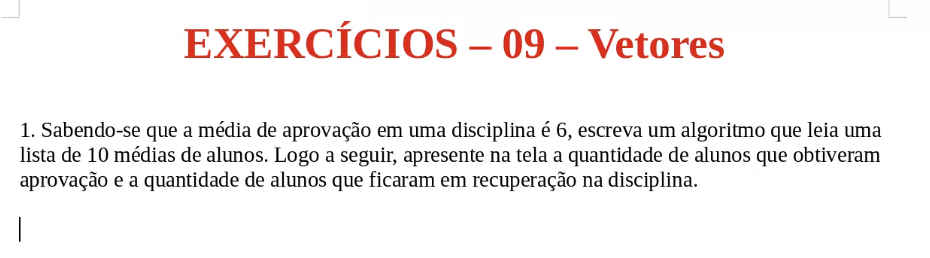 EXERCÍCIOS – 09 – Vetores
1. Sabendo-se que a média de aprovação em uma disciplina é 6, escreva um algoritmo que leia uma
lista de 10 médias de alunos. Logo a seguir, apresente na tela a quantidade de alunos que obtiveram
aprovação e a quantidade de alunos que ficaram em recuperação na disciplina.